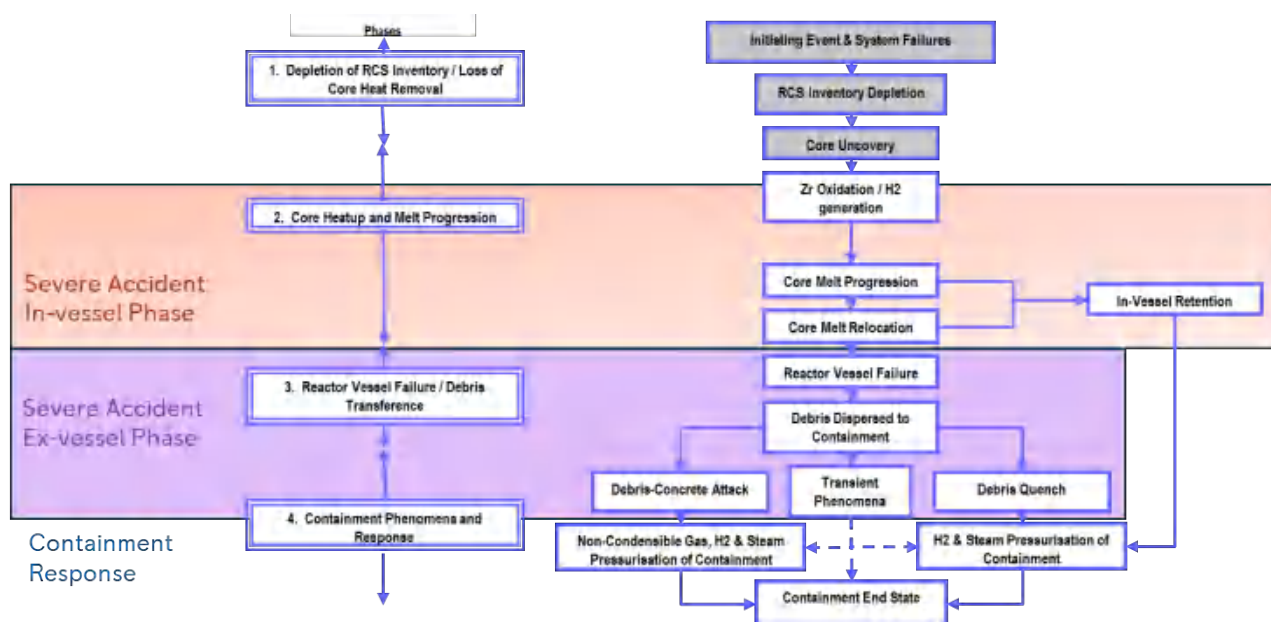 Phases
1. Depletion of RCS Inventory / Loss of
Core Heat Removal
Initiating Event & System Failures
RCS Inventory Depletion
Core Uncovery
Zr Oxidation / H2
generation
2. Core Heatup and Melt Progression
Severe Accident
In-vessel Phase
Core Melt Progression
In-Vessel Retention
Core Melt Relocation
Reactor Vessel Failure
3. Reactor Vessel Failure / Debris
Transference
Severe Accident
Ex-vessel Phase
Debris Dispersed to
Containment
Debris-Concrete Attack
Transient
Phenomena
Debris Quench
4. Containment Phenomena and
Response
Containment
Response
Non-Condensible Gas, H2 & Steam
Pressurisation of Containment
H2 & Steam Pressurisation of
Containment
Containment End State